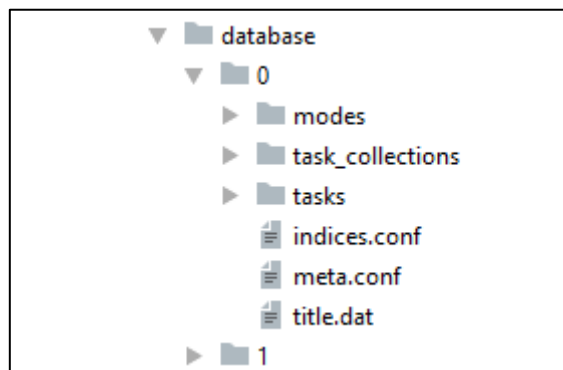 database
0
modes
task_collections
tasks
indices.conf
meta.conf
title.dat
1